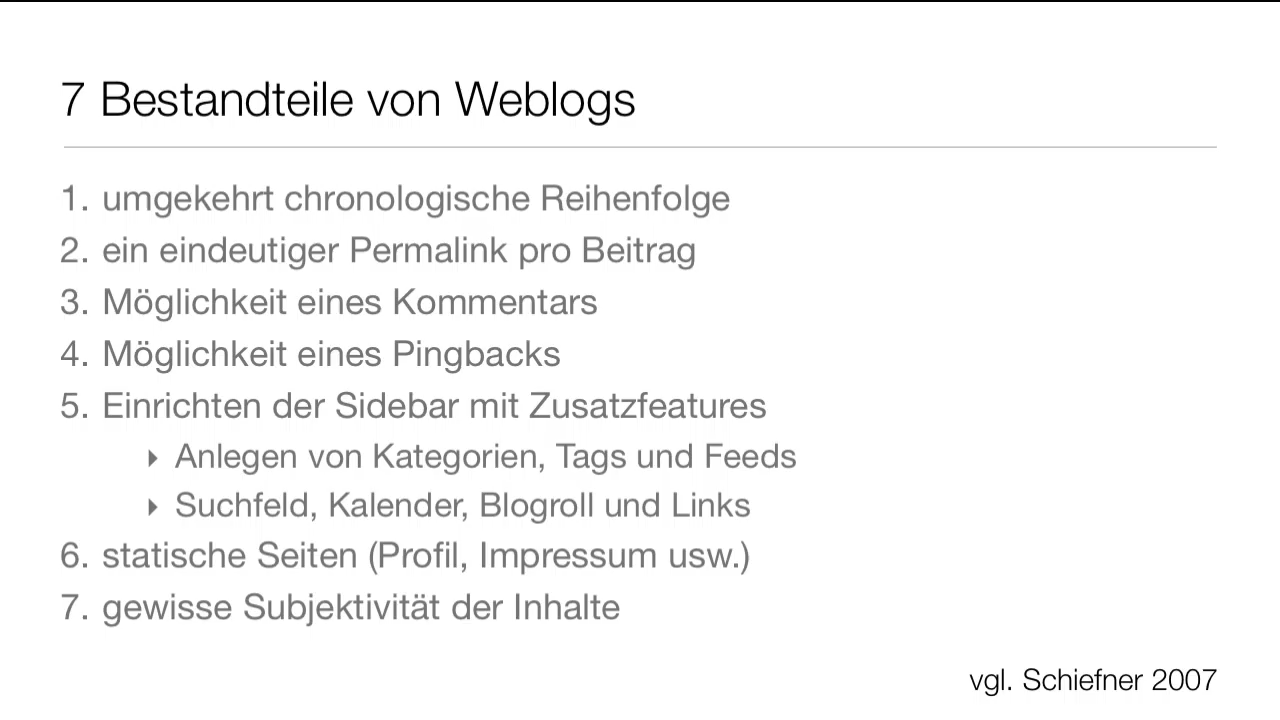 7 Bestandteile von Weblogs
1. umgekehrt chronologische Reihenfolge
2. ein eindeutiger Permalink pro Beitrag
3. Möglichkeit eines Kommentars
4. Möglichkeit eines Pingbacks
5. Einrichten der Sidebar mit Zusatzfeatures
‣ Anlegen von Kategorien, Tags und Feeds
‣ Suchfeld, Kalender, Blogroll und Links
6. statische Seiten (Profil, Impressum usw.)
7. gewisse Subjektivität der Inhalte
vgl. Schiefner 2007